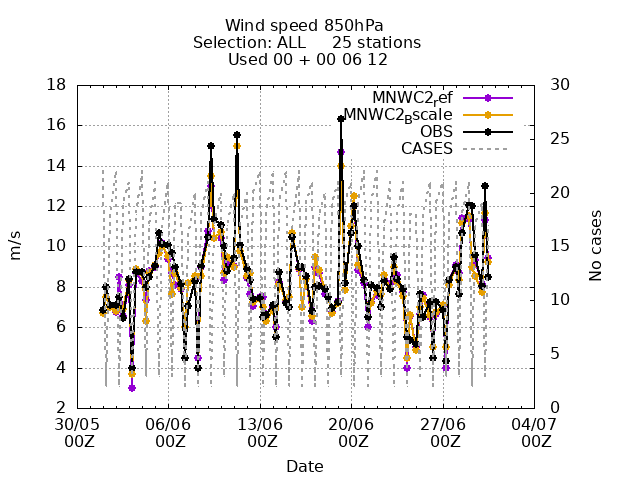 Wind speed 850hPa
Selection: ALL 25 stations
Used 00 + 00 06 12
MNWC2ref
MNWC2Bscale
OBS
CASES
m/s
18
16
14
12
10
8
6
4
2
30
25
20
15
10
5
0
No cases
30/05 06/06 13/06 20/06 27/06 04/07
00Z 00Z 00Z 00Z 00Z 00Z
Date